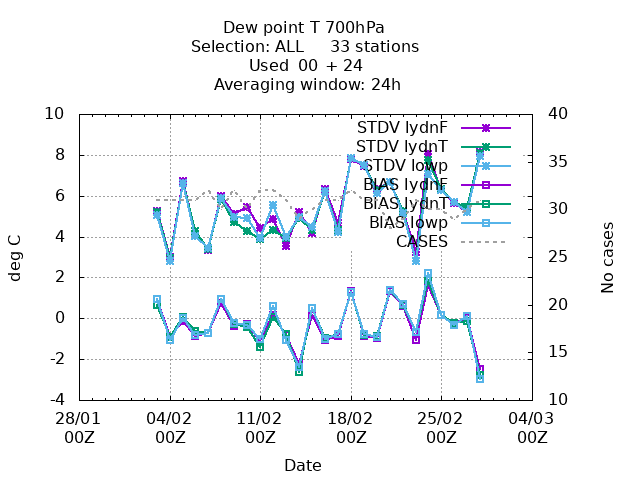 Dew point T 700hPa
Selection: ALL 33 stations
Used 00 + 24
Averaging window: 24h
10
8
6
4
2
0
-2
-4
40
35
30
25
20
15
10
deg C
No cases
STDV lydnF
STDV lydnT
STDV lowp
BIAS lydnF
BIAS lydnT
BIAS lowp
CASES
28/01 04/02 11/02 18/02 25/02 04/03
00Z 00Z 00Z 00Z 00Z 00Z
Date